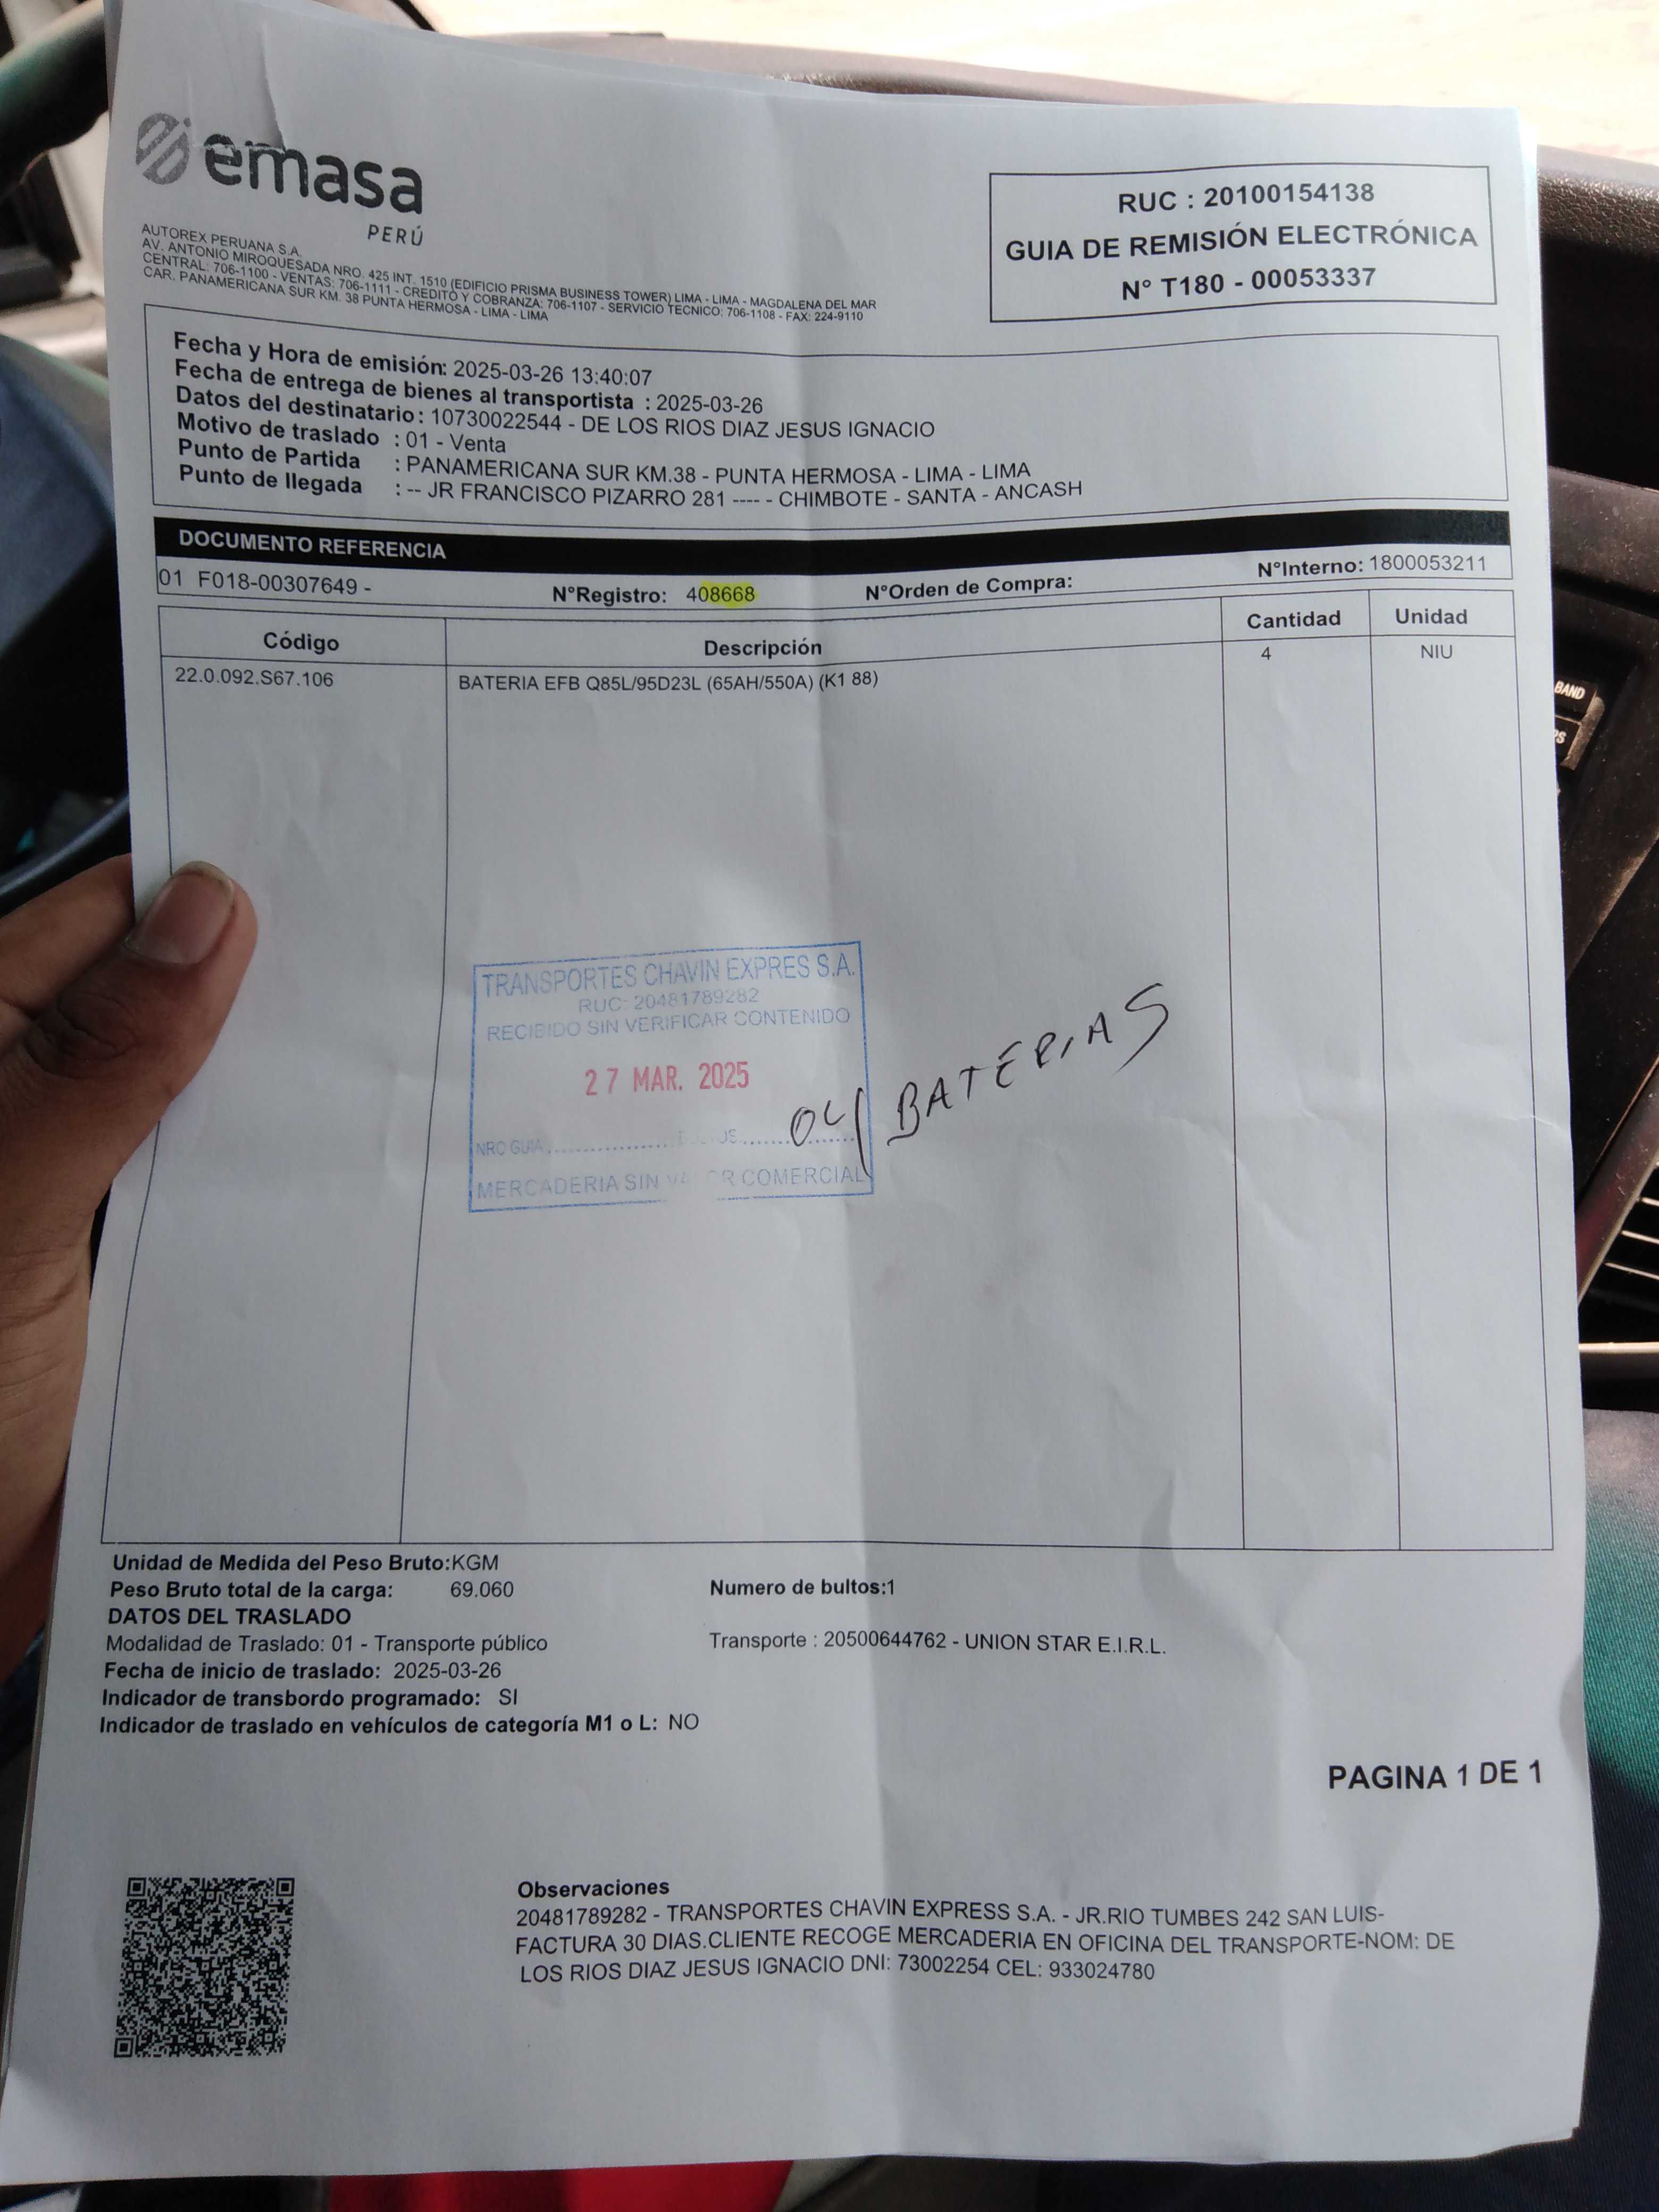 emasa
PERÚ
AUTOREX PERUANA S.A.
AV. ANTONIO MIROQUESADA NRO. 425 INT. 1510 (EDIFICIO PRISMA BUSINESS TOWER) LIMA - LIMA - MAGDALENA DEL MAR
CENTRAL: 706-1100 - VENTAS: 706-1111 - CREDITO Y COBRANZA: 706-1107 - SERVICIO TECNICO: 706-1108 - FAX: 224-9110
CAR. PANAMERICANA SUR KM. 38 PUNTA HERMOSA - LIMA - LIMA
RUC : 20100154138
GUIA DE REMISIÓN ELECTRÓNICA
N° T180 - 00053337
Fecha y Hora de emisión: 2025-03-26 13:40:07
Fecha de entrega de bienes al transportista : 2025-03-26
Datos del destinatario : 10730022544 - DE LOS RIOS DIAZ JESUS IGNACIO
Motivo de traslado : 01 - Venta
Punto de Partida : PANAMERICANA SUR KM.38 - PUNTA HERMOSA - LIMA - LIMA
Punto de llegada : -- JR FRANCISCO PIZARRO 281 ---- - CHIMBOTE - SANTA - ANCASH
DOCUMENTO REFERENCIA
01 F018-00307649 - N°Registro: 408668 N°Orden de Compra: N°Interno: 1800053211
Código Descripción Cantidad Unidad
22.0.092.S67.106 BATERIA EFB Q85L/95D23L (65AH/550A) (K1 88) 4 NIU
TRANSPORTES CHAVIN EXPRES S.A.
RUC: 20481789282
RECIBIDO SIN VERIFICAR CONTENIDO
27 MAR. 2025
04 BATERIAS
NRO GUIA
MERCADERIA SIN VALOR COMERCIAL
Unidad de Medida del Peso Bruto:KGM
Peso Bruto total de la carga: 69.060 Numero de bultos:1
DATOS DEL TRASLADO
Modalidad de Traslado: 01 - Transporte público Transporte : 20500644762 - UNION STAR E.I.R.L.
Fecha de inicio de traslado: 2025-03-26
Indicador de transbordo programado: SI
Indicador de traslado en vehículos de categoría M1 o L: NO
PAGINA 1 DE 1
Observaciones
20481789282 - TRANSPORTES CHAVIN EXPRESS S.A. - JR.RIO TUMBES 242 SAN LUIS-
FACTURA 30 DIAS.CLIENTE RECOGE MERCADERIA EN OFICINA DEL TRANSPORTE-NOM: DE
LOS RIOS DIAZ JESUS IGNACIO DNI: 73002254 CEL: 933024780
BAND